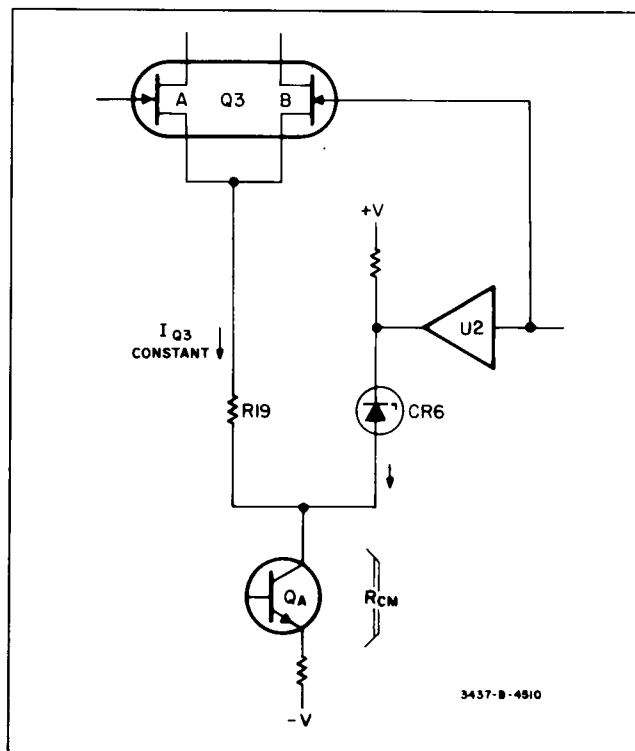 A Q3 B
+V
U2
I Q3
CONSTANT
R19
CR6
QA
RCM
-V
3437-B-4510